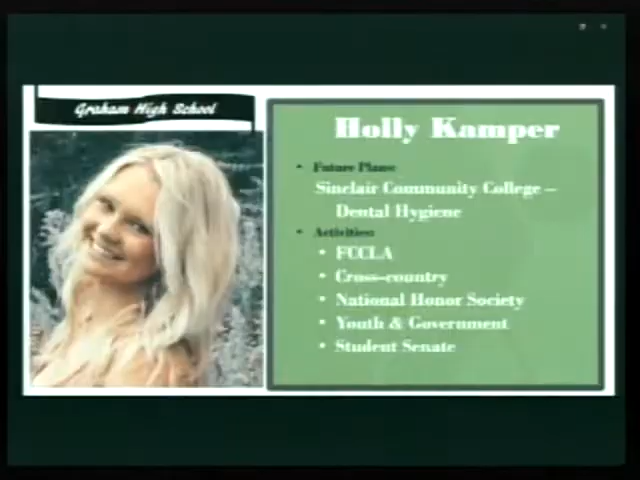 Graham High School
Holly Kamper
• Future Plans:
Sinclair Community College –
Dental Hygiene
• Activities:
• FCCLA
• Cross-country
• National Honor Society
• Youth & Government
• Student Senate